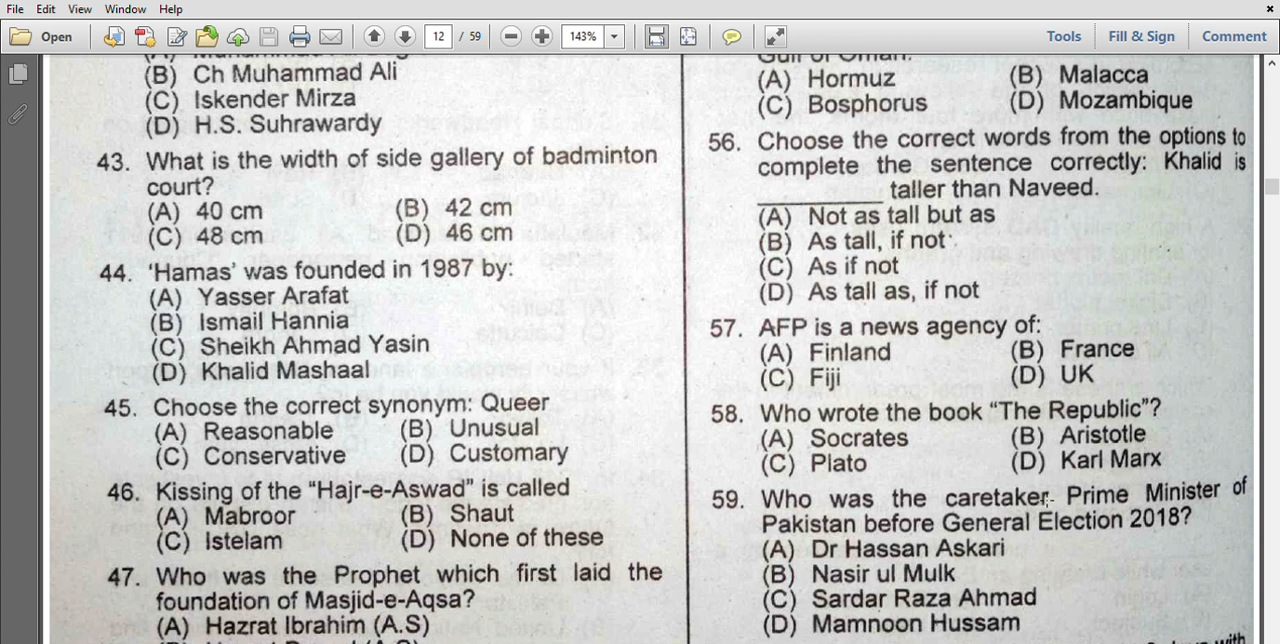 File Edit View Window Help
Open 12 / 59 143% Tools Fill & Sign Comment
(B) Ch Muhammad Ali
(C) Iskender Mirza
(D) H.S. Suhrawardy
43. What is the width of side gallery of badminton
court?
(A) 40 cm (B) 42 cm
(C) 48 cm (D) 46 cm
44. 'Hamas' was founded in 1987 by:
(A) Yasser Arafat
(B) Ismail Hannia
(C) Sheikh Ahmad Yasin
(D) Khalid Mashaal
45. Choose the correct synonym: Queer
(A) Reasonable (B) Unusual
(C) Conservative (D) Customary
46. Kissing of the “Hajr-e-Aswad” is called
(A) Mabroor (B) Shaut
(C) Istelam (D) None of these
47. Who was the Prophet which first laid the
foundation of Masjid-e-Aqsa?
(A) Hazrat Ibrahim (A.S)
Gulf of Oman
(A) Hormuz (B) Malacca
(C) Bosphorus (D) Mozambique
56. Choose the correct words from the options to
complete the sentence correctly: Khalid is
________ taller than Naveed.
(A) Not as tall but as
(B) As tall, if not
(C) As if not
(D) As tall as, if not
57. AFP is a news agency of:
(A) Finland (B) France
(C) Fiji (D) UK
58. Who wrote the book “The Republic”?
(A) Socrates (B) Aristotle
(C) Plato (D) Karl Marx
59. Who was the caretaker Prime Minister of
Pakistan before General Election 2018?
(A) Dr Hassan Askari
(B) Nasir ul Mulk
(C) Sardar Raza Ahmad
(D) Mamnoon Hussam